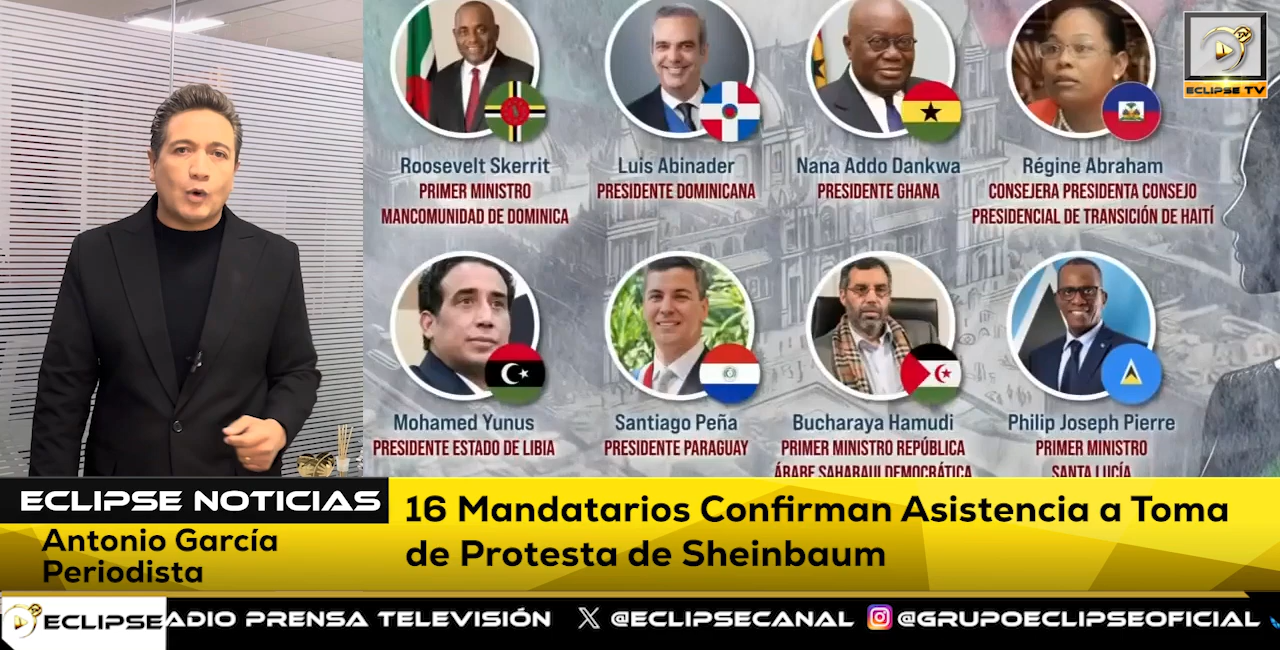 TV
ECLIPSE TV
Roosevelt Skerrit
PRIMER MINISTRO
MANCOMUNIDAD DE DOMINICA
Luis Abinader
PRESIDENTE DOMINICANA
Nana Addo Dankwa
PRESIDENTE GHANA
Régine Abraham
CONSEJERA PRESIDENTA CONSEJO
PRESIDENCIAL DE TRANSICIÓN DE HAITÍ
Mohamed Yunus
PRESIDENTE ESTADO DE LIBIA
Santiago Peña
PRESIDENTE PARAGUAY
Bucharaya Hamudi
PRIMER MINISTRO REPÚBLICA
ÁRABE SAHARAUI DEMOCRÁTICA
Philip Joseph Pierre
PRIMER MINISTRO
SANTA LUCÍA
ECLIPSE NOTICIAS
Antonio García
Periodista
16 Mandatarios Confirman Asistencia a Toma
de Protesta de Sheinbaum
ECLIPSE
ADIO PRENSA TELEVISIÓN @ECLIPSECANAL @GRUPOECLIPSEOFICIAL